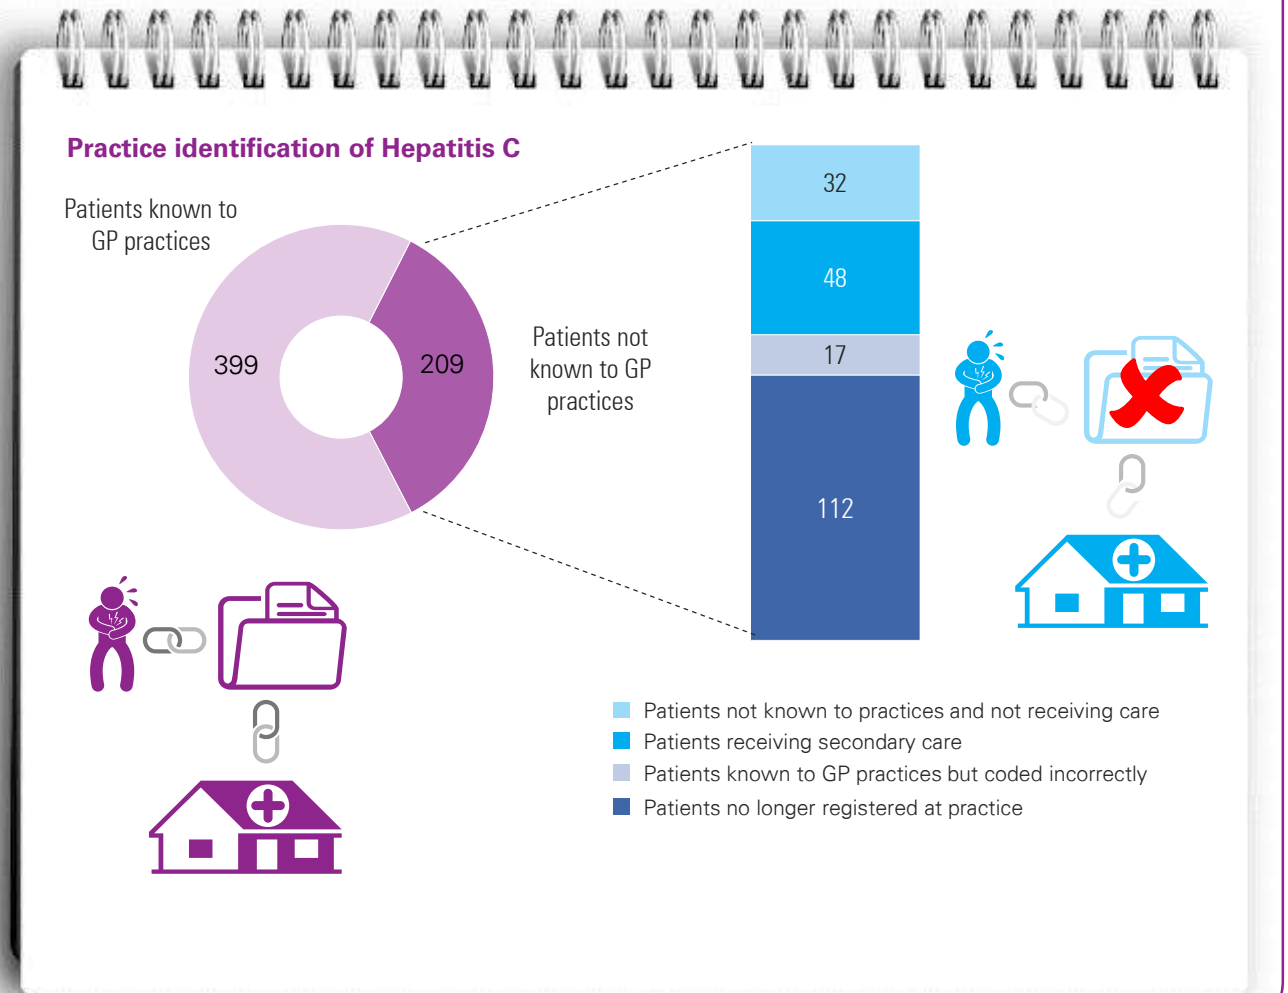 Practice identification of Hepatitis C
Patients known to
GP practices
399
209
Patients not
known to GP
practices
32
48
17
112
Patients not known to practices and not receiving care
Patients receiving secondary care
Patients known to GP practices but coded incorrectly
Patients no longer registered at practice